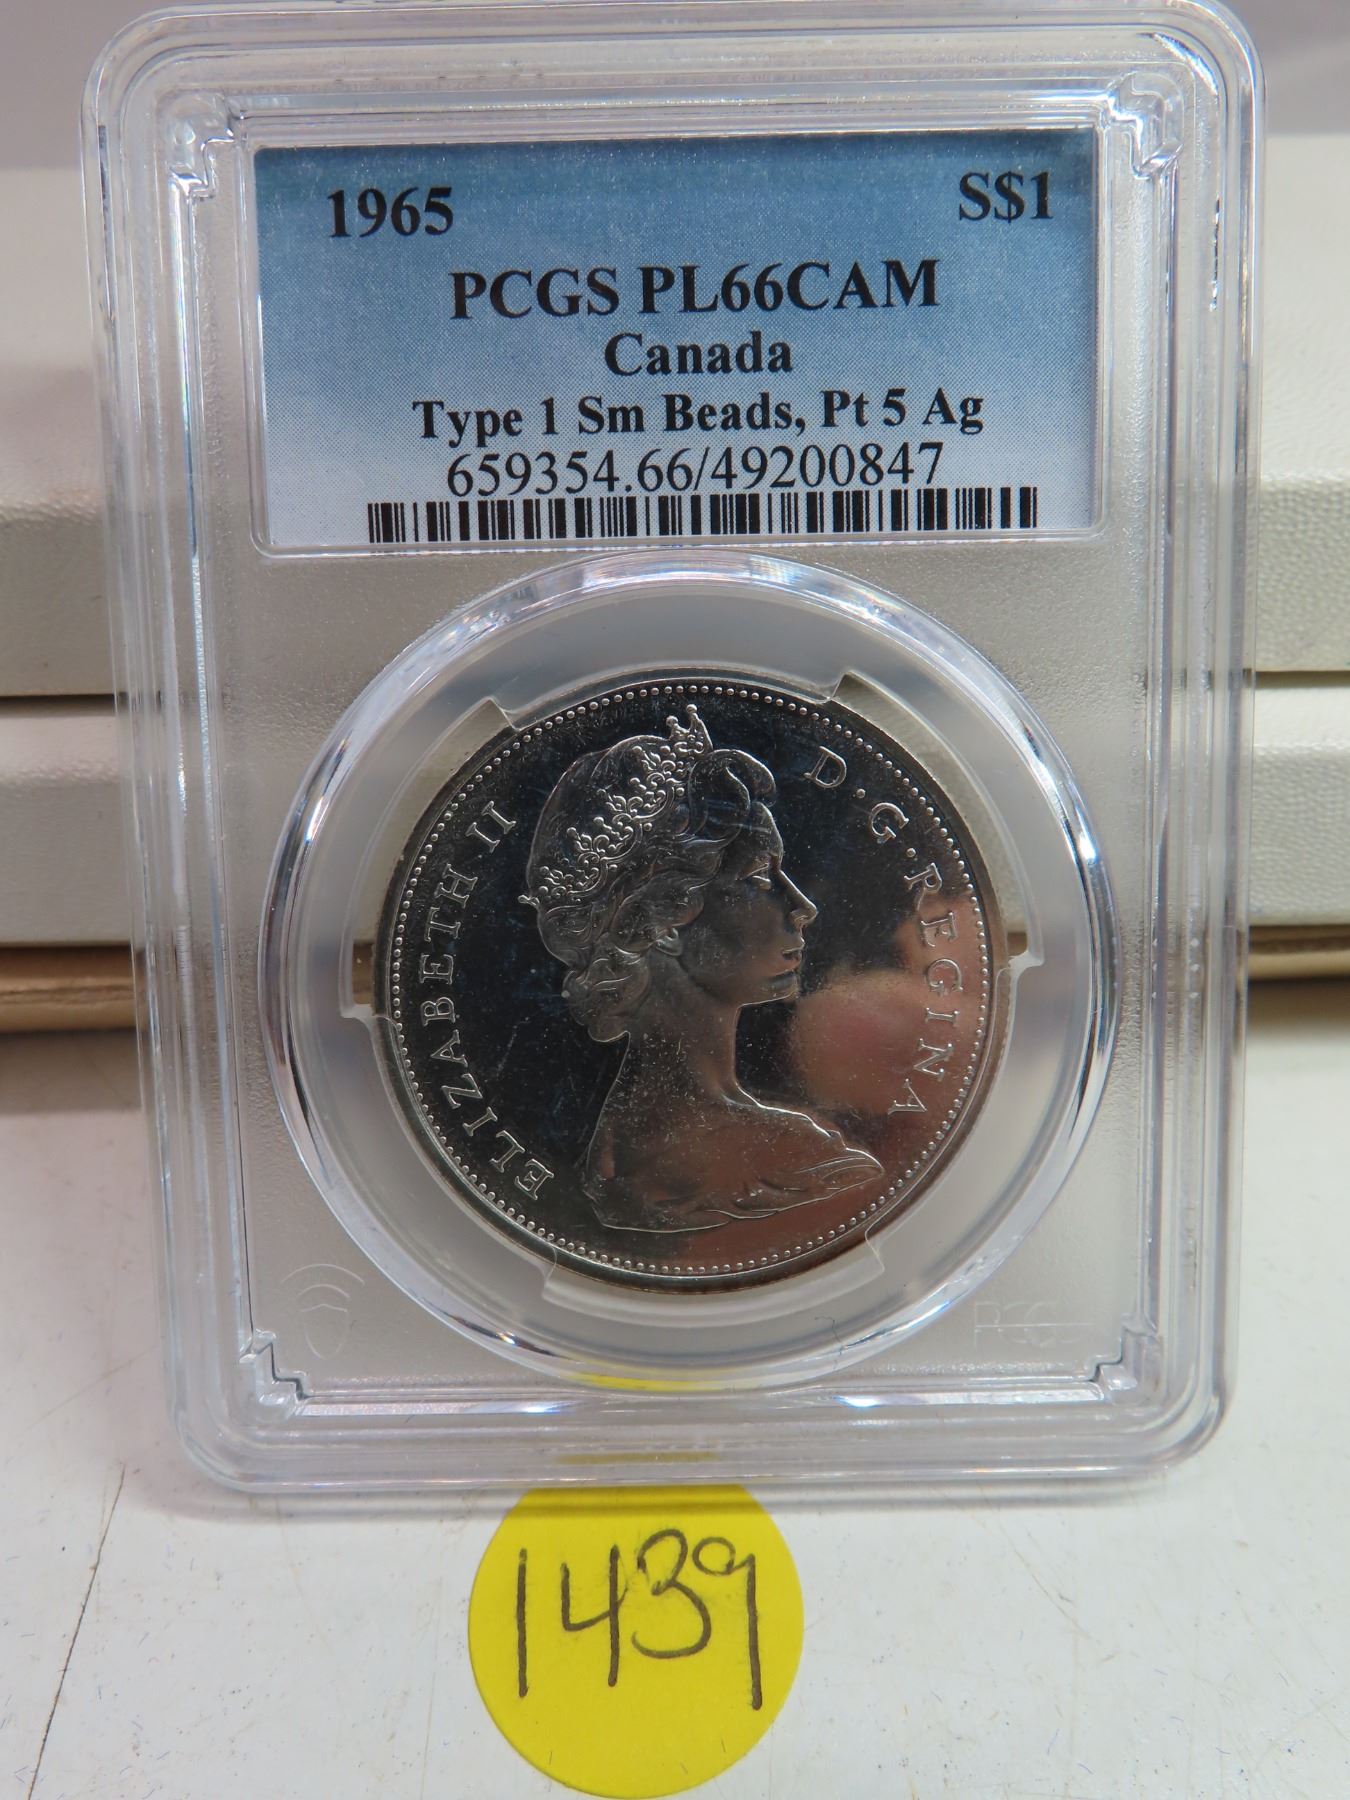 1965 S$1
PCGS PL66CAM
Canada
Type 1 Sm Beads, Pt 5 Ag
659354.66/49200847
ELIZABETH II D·G·REGINA
PCGS
1439